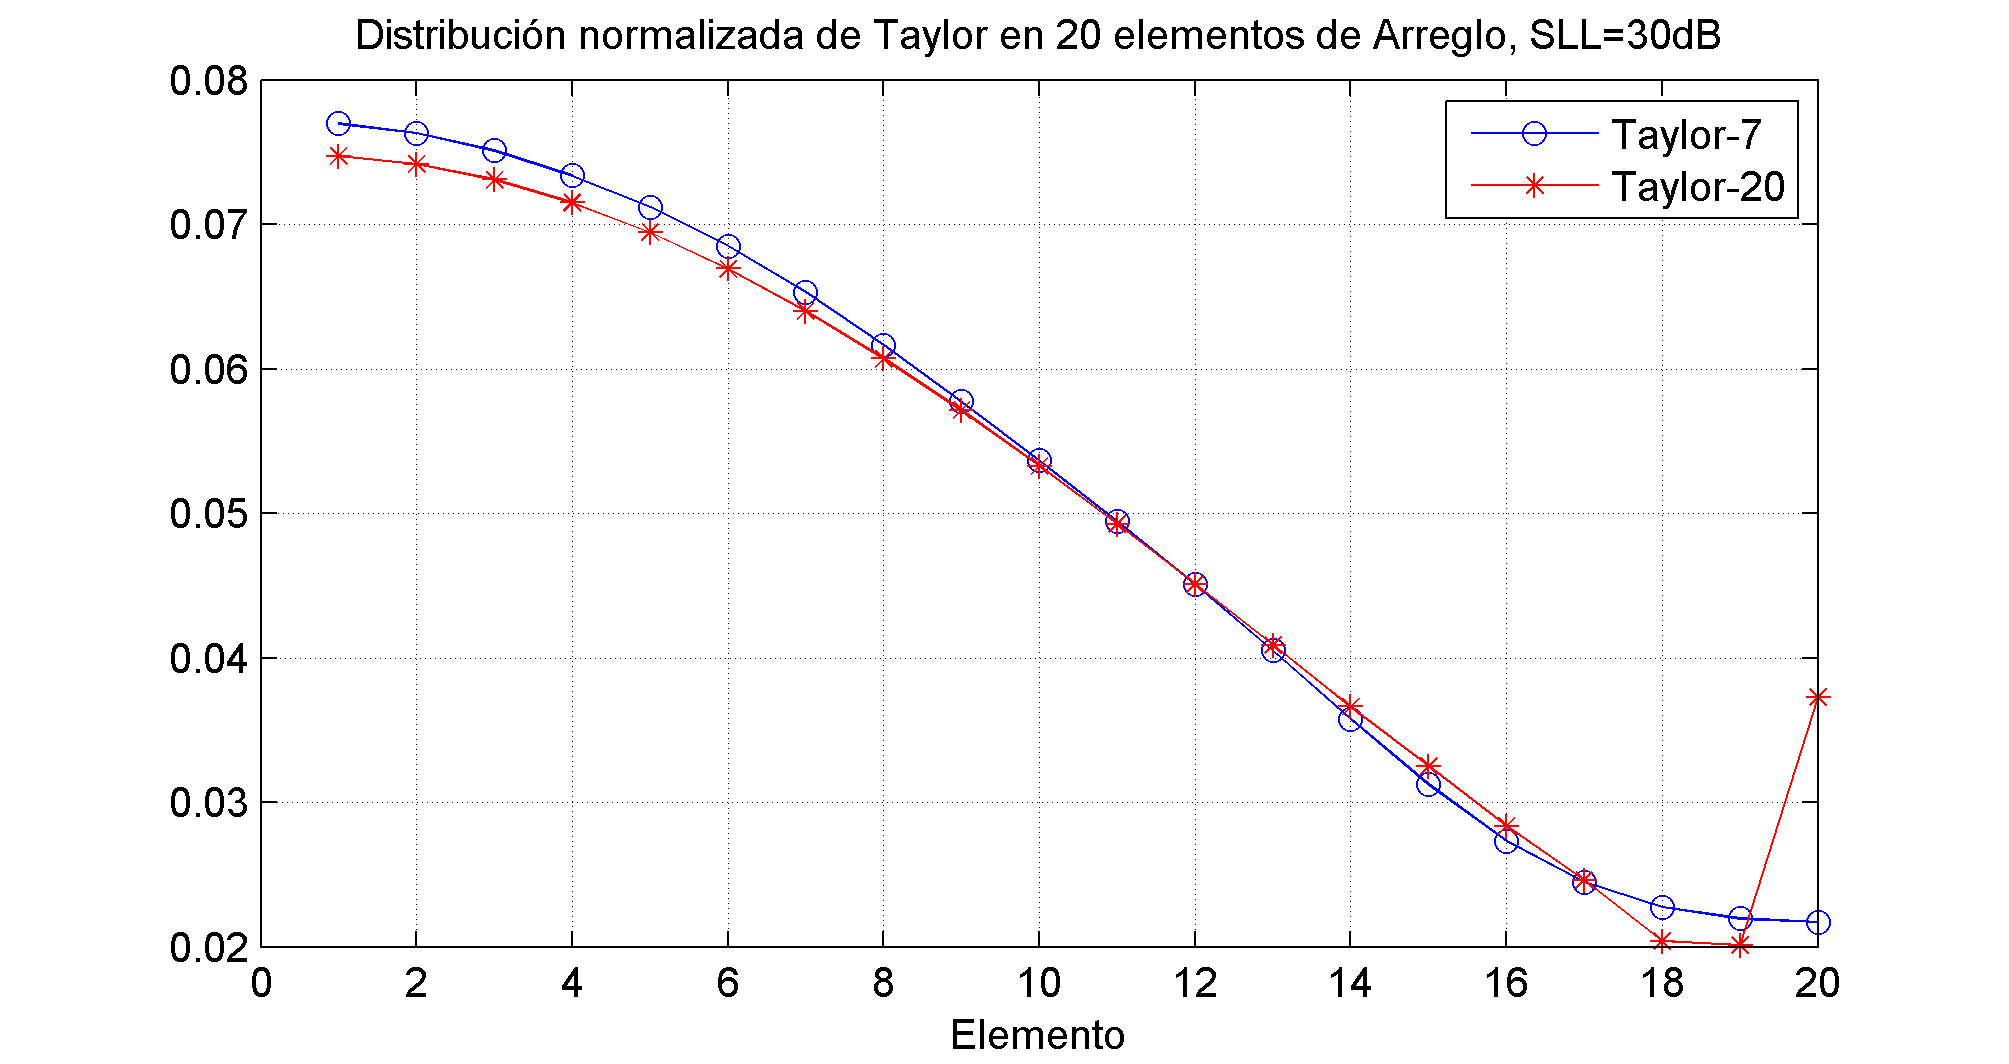 Distribución normalizada de Taylor en 20 elementos de Arreglo, SLL=30dB
0.08
0.07
0.06
0.05
0.04
0.03
0.02
Taylor-7
Taylor-20
0 2 4 6 8 10 12 14 16 18 20
Elemento